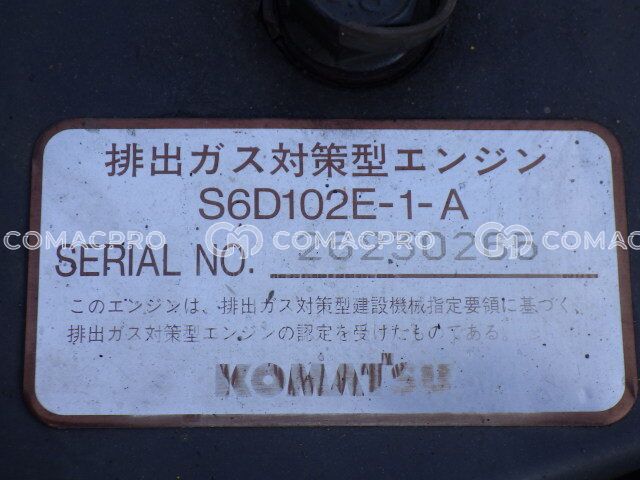 排出ガス対策型エンジン
S6D102E-1-A
COMACPRO COMACPRO COMACPRO
SERIAL NO. 26250298
このエンジンは、排出ガス対策型建設機械指定要領に基づく、
排出ガス対策型エンジンの認定を受けたものである。
KOMATSU